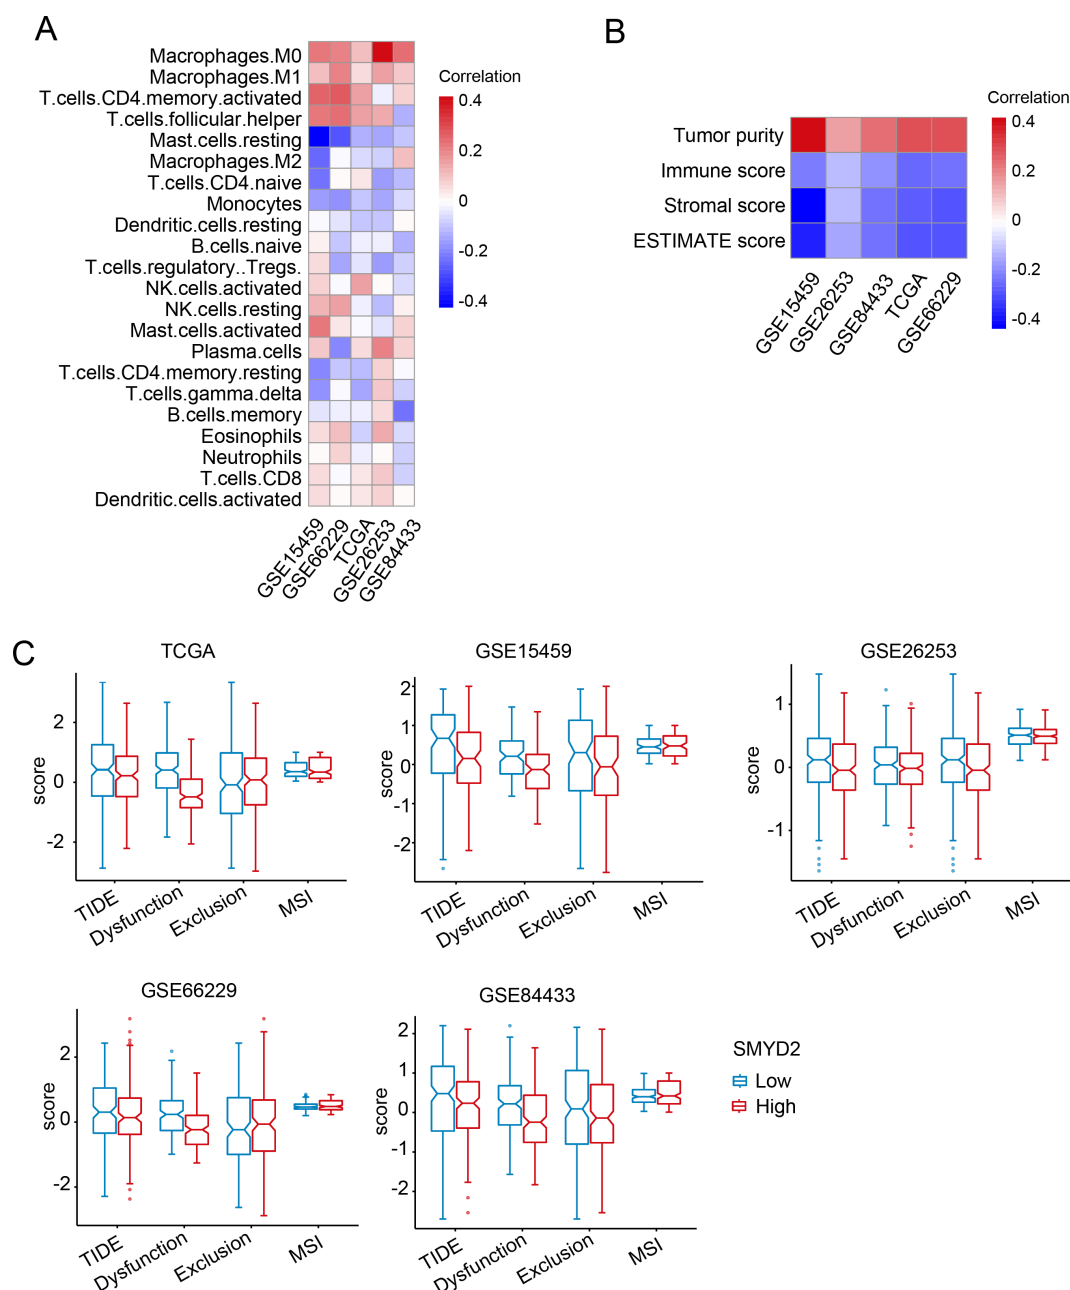 A
Macrophages.M0
Macrophages.M1
T.cells.CD4.memory.activated
T.cells.follicular.helper
Mast.cells.resting
Macrophages.M2
T.cells.CD4.naive
Monocytes
Dendritic.cells.resting
B.cells.naive
T.cells.regulatory..Tregs.
NK.cells.activated
NK.cells.resting
Mast.cells.activated
Plasma.cells
T.cells.CD4.memory.resting
T.cells.gamma.delta
B.cells.memory
Eosinophils
Neutrophils
T.cells.CD8
Dendritic.cells.activated
GSE15459
GSE66229
TCGA
GSE26253
GSE84433
Correlation
0.4
0.2
0
-0.2
-0.4
B
Tumor purity
Immune score
Stromal score
ESTIMATE score
GSE15459
GSE26253
GSE84433
TCGA
GSE66229
Correlation
0.4
0.2
0
-0.2
-0.4
C
TCGA
score
2
0
-2
TIDE
Dysfunction
Exclusion
MSI
GSE15459
score
2
1
0
-1
-2
TIDE
Dysfunction
Exclusion
MSI
GSE26253
score
1
0
-1
TIDE
Dysfunction
Exclusion
MSI
GSE66229
score
2
0
-2
TIDE
Dysfunction
Exclusion
MSI
GSE84433
score
2
1
0
-1
-2
TIDE
Dysfunction
Exclusion
MSI
SMYD2
Low
High